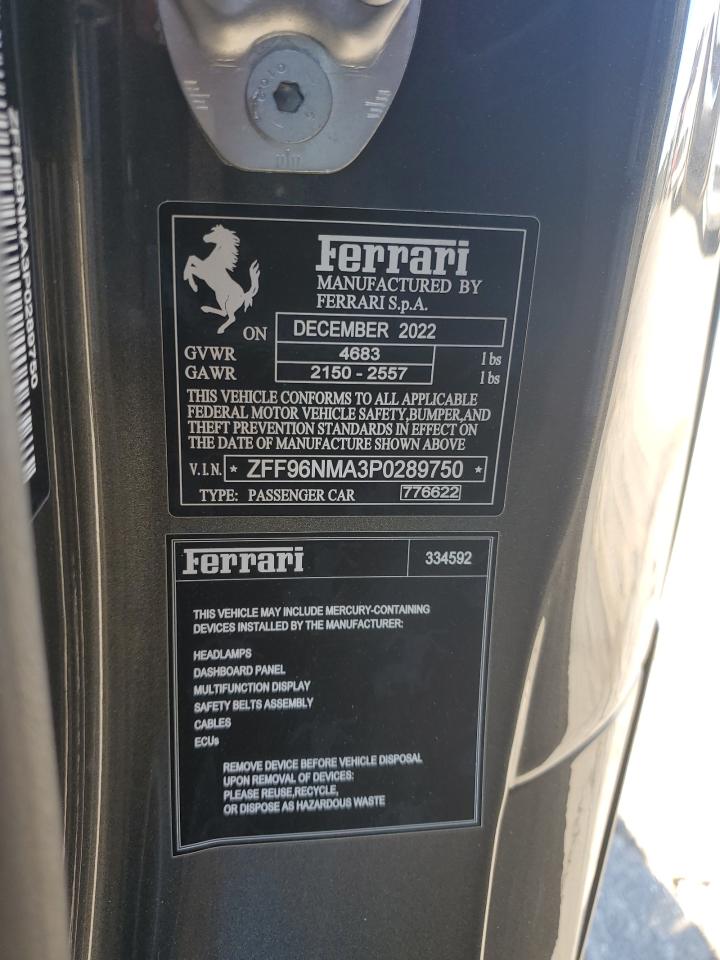 ZFF96NMA3P0289750
Ferrari
MANUFACTURED BY
FERRARI S.p.A.
ON DECEMBER 2022
GVWR 4683 lbs
GAWR 2150 - 2557 lbs
THIS VEHICLE CONFORMS TO ALL APPLICABLE
FEDERAL MOTOR VEHICLE SAFETY,BUMPER,AND
THEFT PREVENTION STANDARDS IN EFFECT ON
THE DATE OF MANUFACTURE SHOWN ABOVE
V.I.N. * ZFF96NMA3P0289750 *
TYPE: PASSENGER CAR 776622
Ferrari 334592
THIS VEHICLE MAY INCLUDE MERCURY-CONTAINING
DEVICES INSTALLED BY THE MANUFACTURER:
HEADLAMPS
DASHBOARD PANEL
MULTIFUNCTION DISPLAY
SAFETY BELTS ASSEMBLY
CABLES
ECUs
REMOVE DEVICE BEFORE VEHICLE DISPOSAL
UPON REMOVAL OF DEVICES:
PLEASE REUSE,RECYCLE,
OR DISPOSE AS HAZARDOUS WASTE